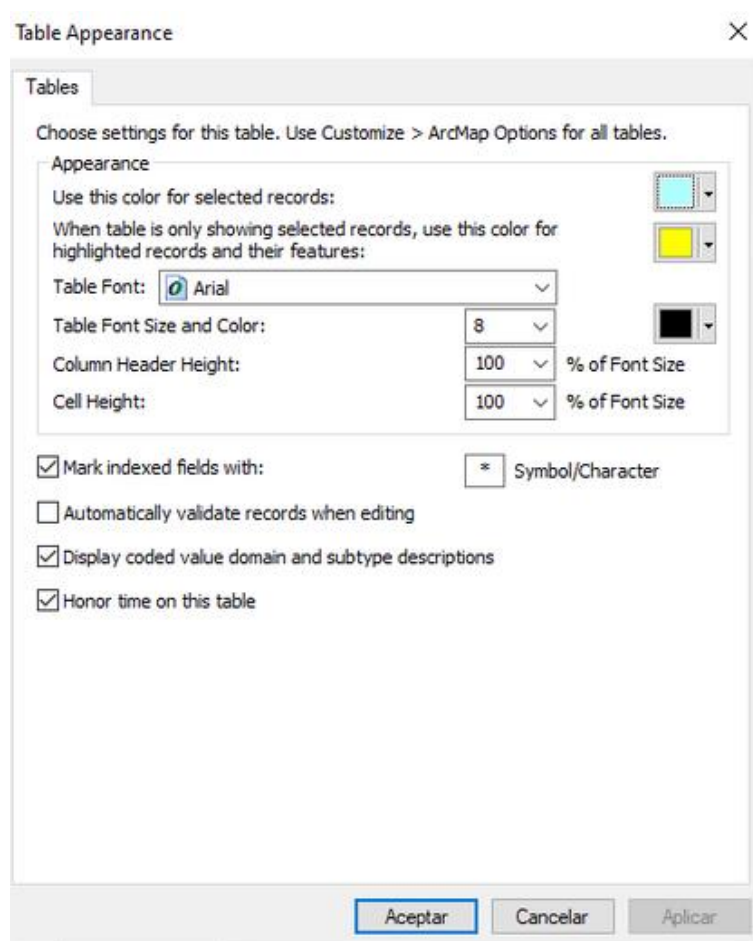 Table Appearance
Tables
Choose settings for this table. Use Customize > ArcMap Options for all tables.
Appearance
Use this color for selected records:
When table is only showing selected records, use this color for
highlighted records and their features:
Table Font: Arial
Table Font Size and Color: 8
Column Header Height: 100 % of Font Size
Cell Height: 100 % of Font Size
Mark indexed fields with: * Symbol/Character
Automatically validate records when editing
Display coded value domain and subtype descriptions
Honor time on this table
Aceptar Cancelar Aplicar